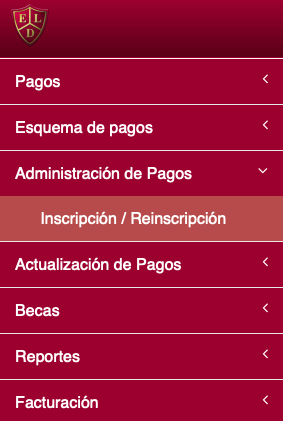 E L
D
Pagos
Esquema de pagos
Administración de Pagos
Inscripción / Reinscripción
Actualización de Pagos
Becas
Reportes
Facturación